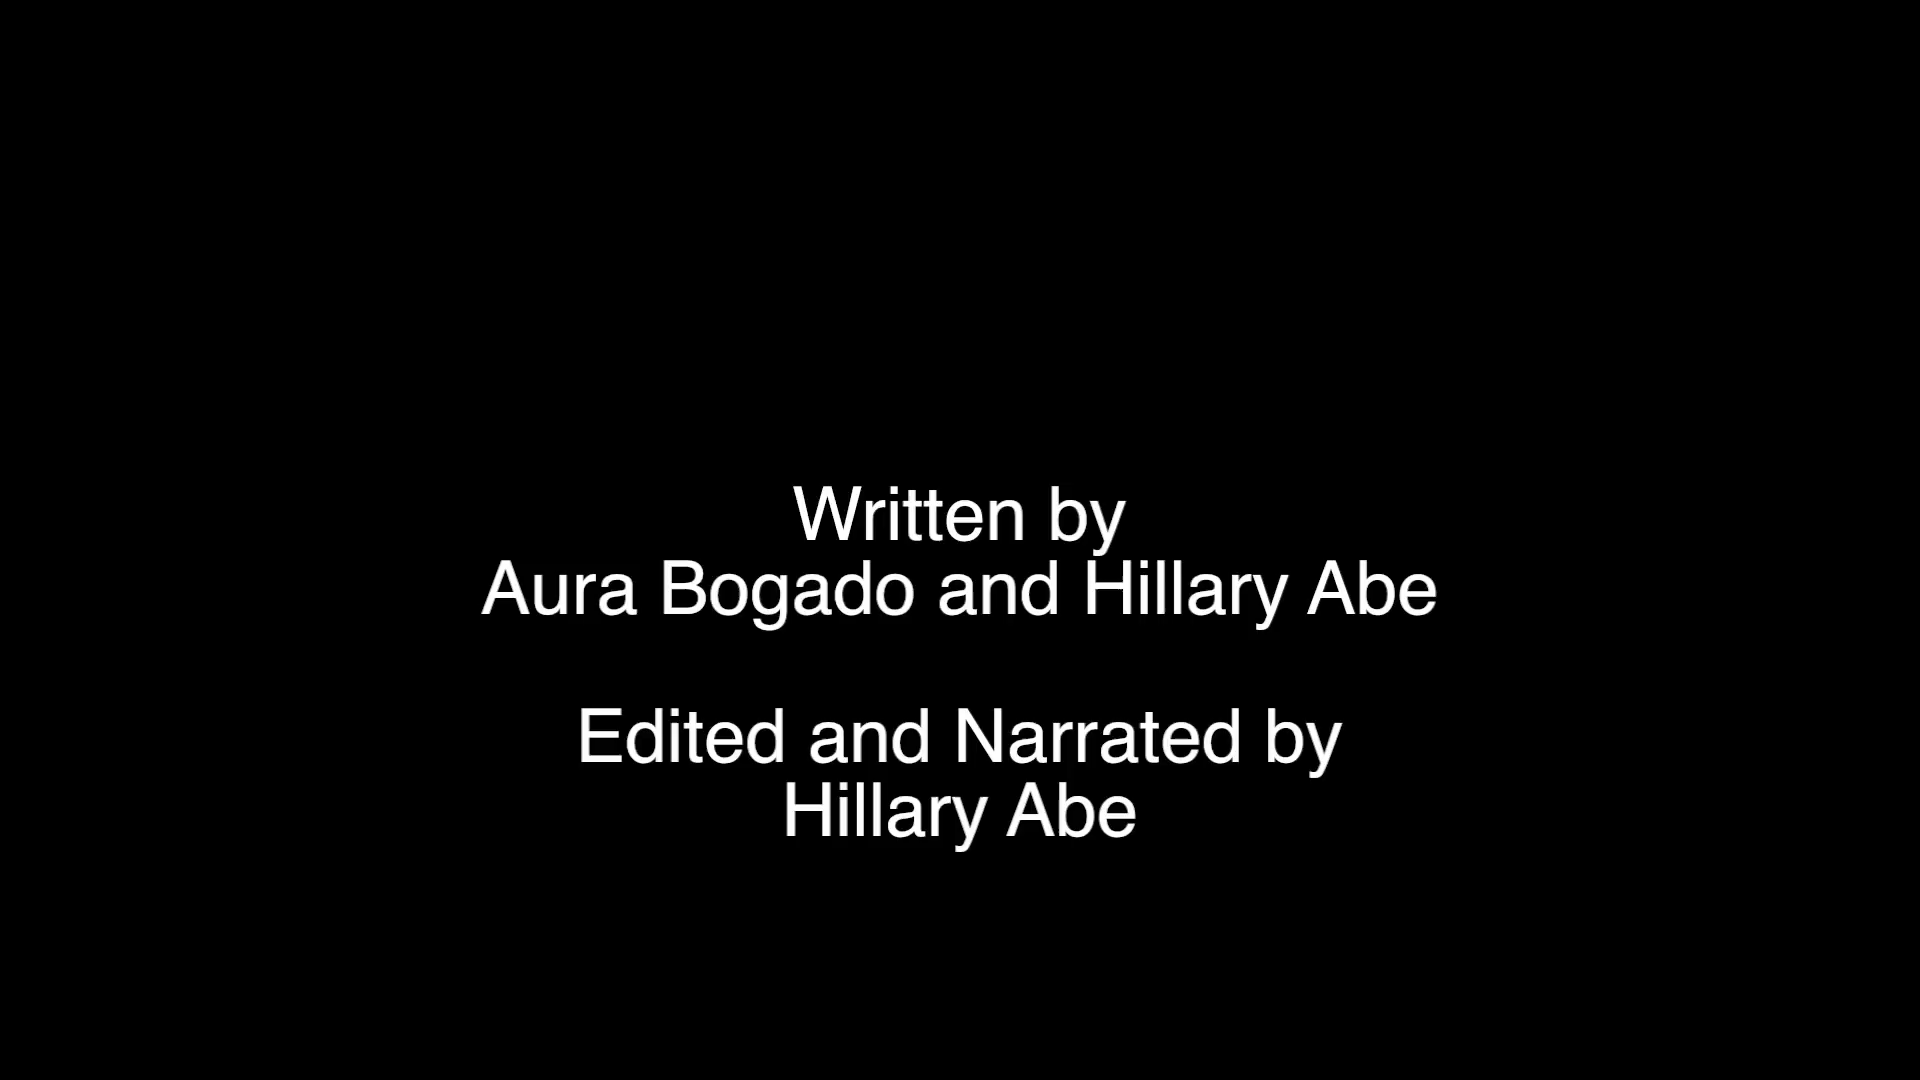 Written by
Aura Bogado and Hillary Abe
Edited and Narrated by
Hillary Abe